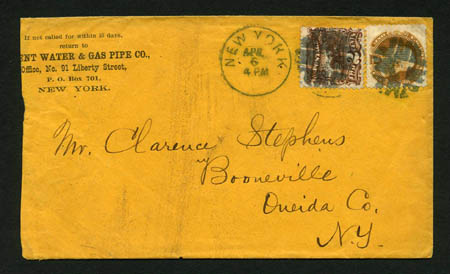 If not called for within 15 days,
return to
ENT WATER & GAS PIPE CO.,
Office, No. 91 Liberty Street,
P. O. Box 701,
NEW YORK.
NEW YORK
APR
6
4 PM
Mr. Clarence Stephens
Booneville
Oneida Co.
N.Y.